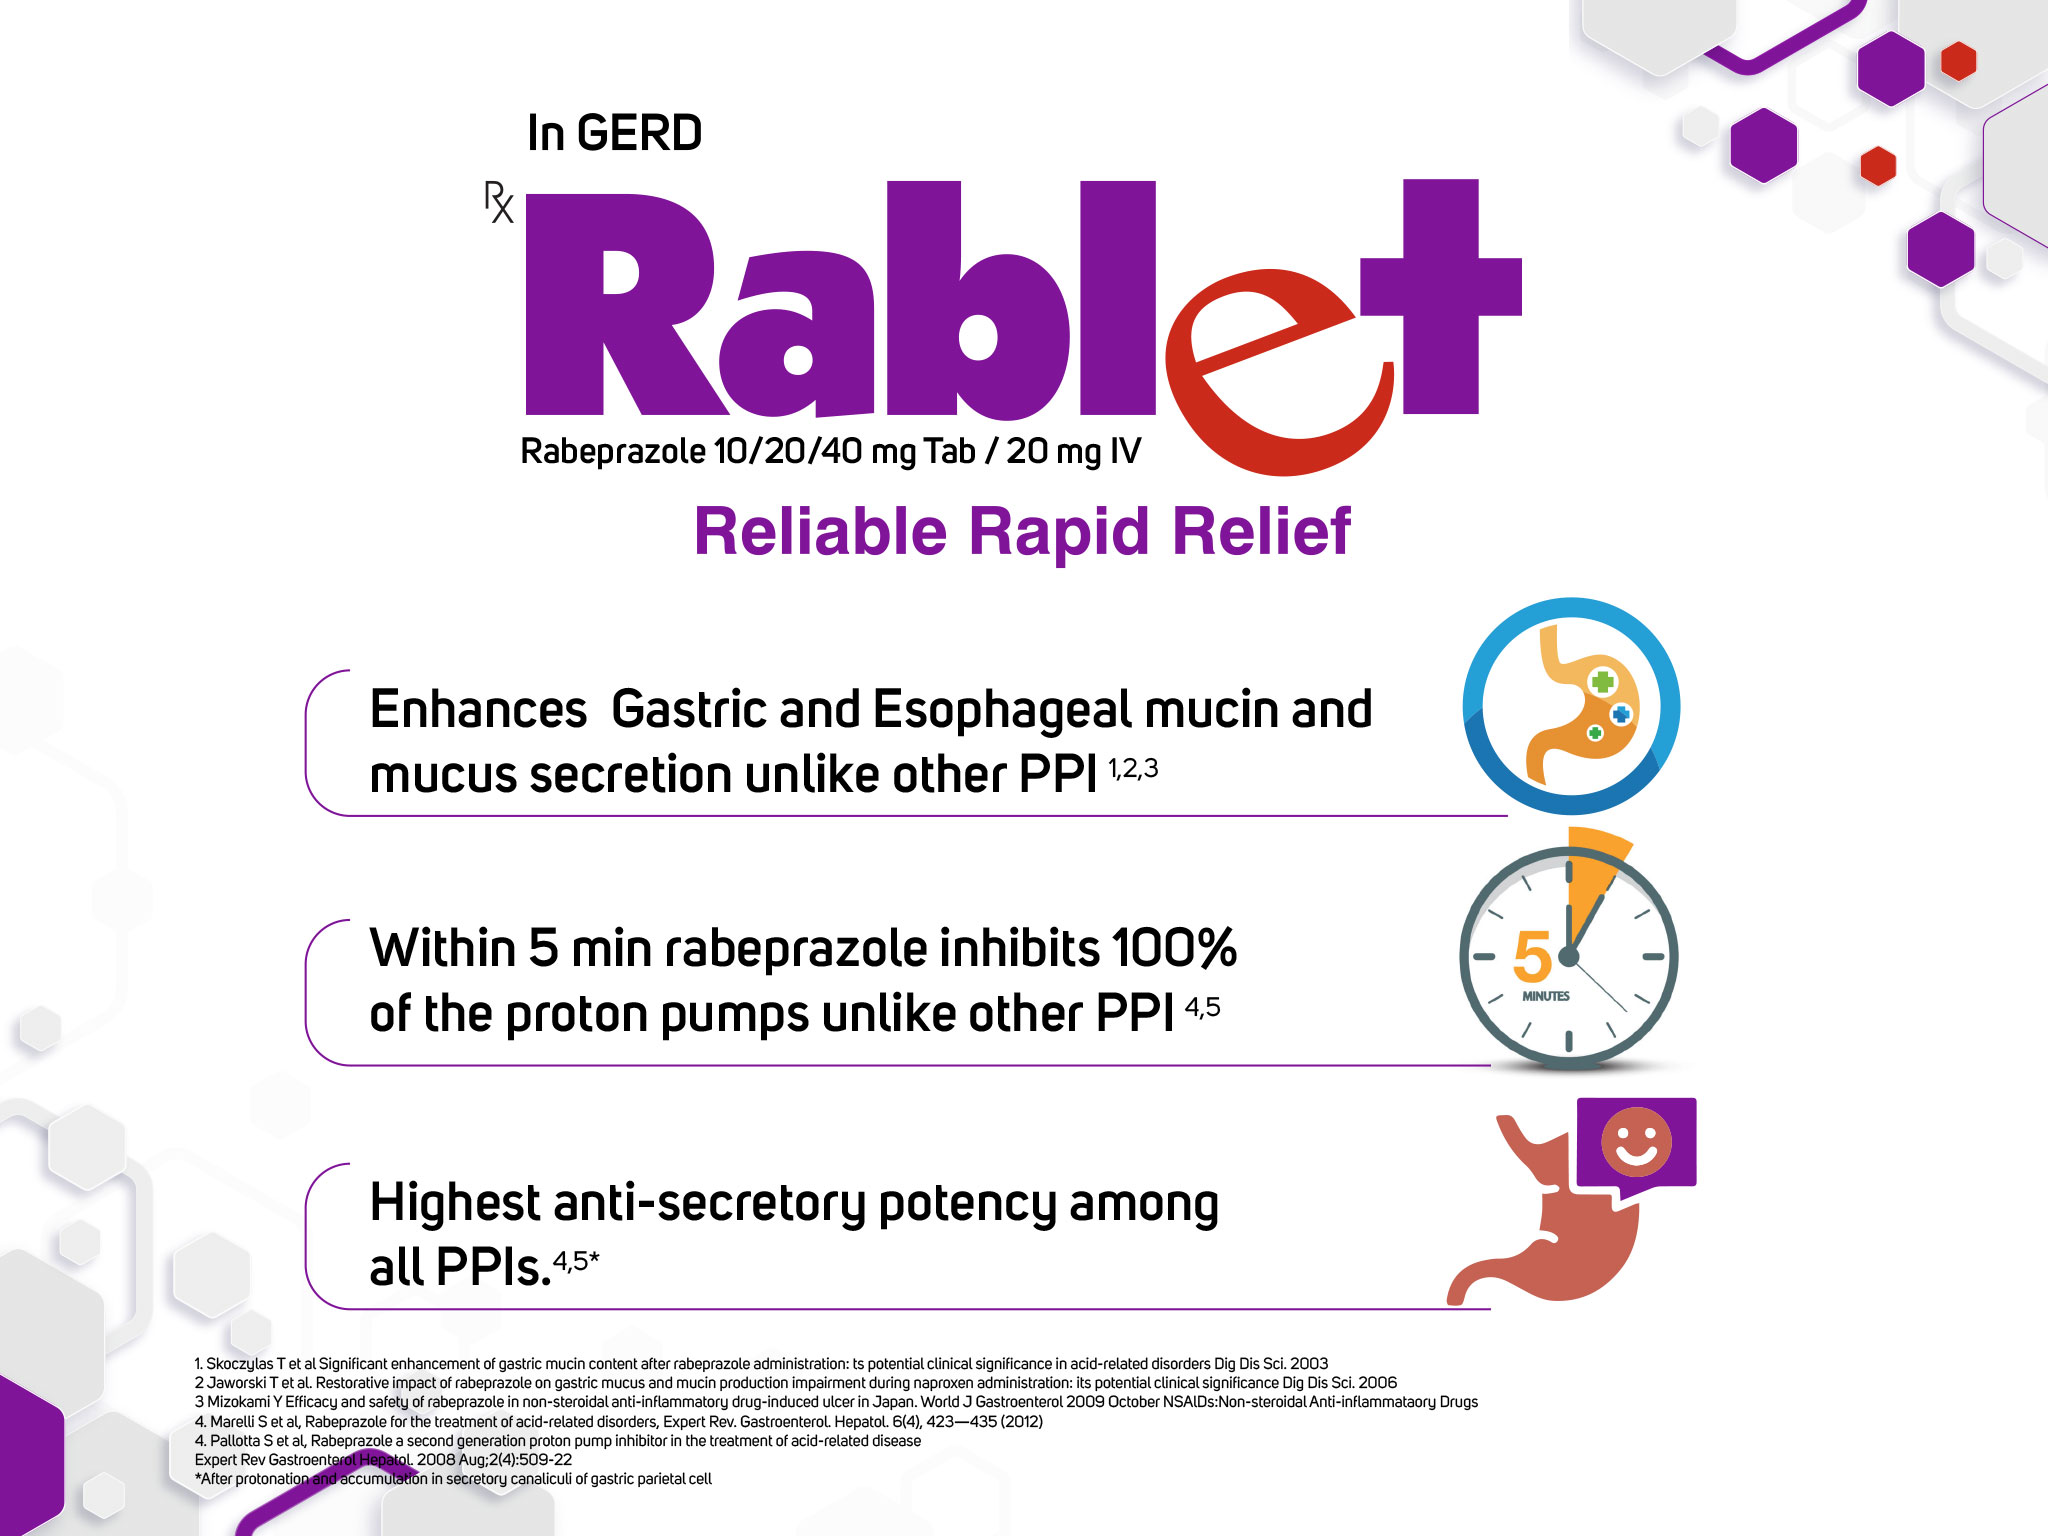 In GERD
Rx
Rablet
Rabeprazole 10/20/40 mg Tab / 20 mg IV
Reliable Rapid Relief
Enhances Gastric and Esophageal mucin and
mucus secretion unlike other PPI 1,2,3
Within 5 min rabeprazole inhibits 100%
of the proton pumps unlike other PPI 4,5
5
MINUTES
Highest anti-secretory potency among
all PPIs.4,5*
1. Skoczylas T et al Significant enhancement of gastric mucin content after rabeprazole administration: ts potential clinical significance in acid-related disorders Dig Dis Sci. 2003
2 Jaworski T et al. Restorative impact of rabeprazole on gastric mucus and mucin production impairment during naproxen administration: its potential clinical significance Dig Dis Sci. 2006
3 Mizokami Y Efficacy and safety of rabeprazole in non-steroidal anti-inflammatory drug-induced ulcer in Japan. World J Gastroenterol 2009 October NSAlDs:Non-steroidal Anti-inflammataory Drugs
4. Marelli S et al, Rabeprazole for the treatment of acid-related disorders, Expert Rev. Gastroenterol. Hepatol. 6(4), 423—435 (2012)
4. Pallotta S et al, Rabeprazole a second generation proton pump inhibitor in the treatment of acid-related disease
Expert Rev Gastroenterol Hepatol. 2008 Aug;2(4):509-22
*After protonation and accumulation in secretory canaliculi of gastric parietal cell